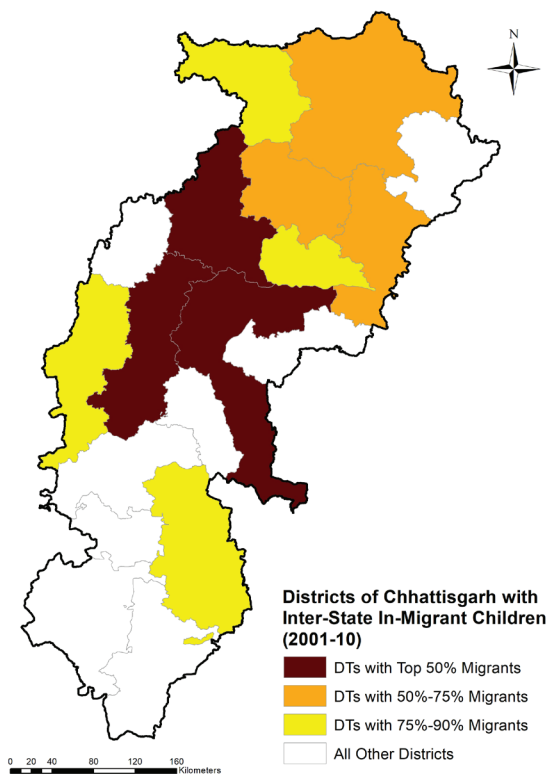 N
Districts of Chhattisgarh with
Inter-State In-Migrant Children
(2001-10)
DTs with Top 50% Migrants
DTs with 50%-75% Migrants
DTs with 75%-90% Migrants
All Other Districts
0 20 40 80 120 160
Kilometers